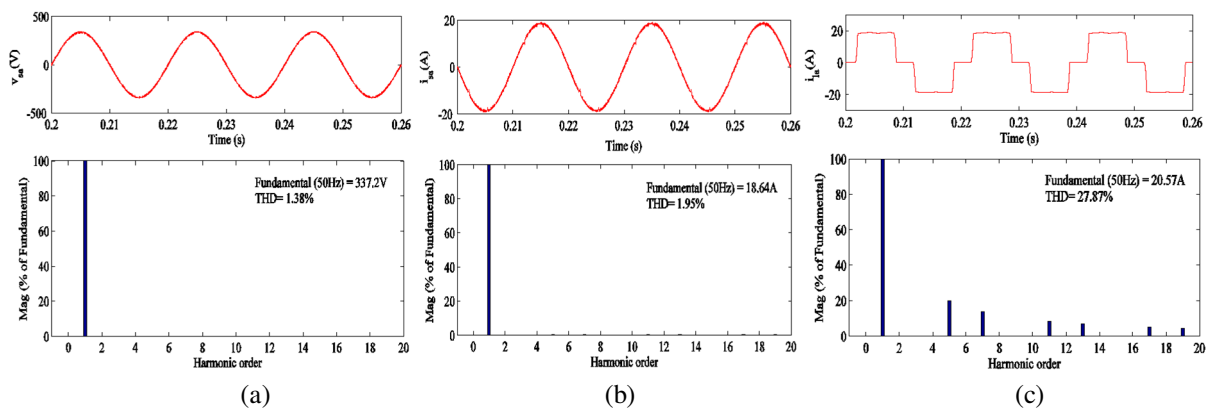 500
0
-500
v_sa(V)
0.2 0.21 0.22 0.23 0.24 0.25 0.26
Time (s)
100
80
60
40
20
0
Mag (% of Fundamental)
Fundamental (50Hz) = 337.2V
THD= 1.38%
0 2 4 6 8 10 12 14 16 18 20
Harmonic order
(a)
20
0
-20
i_sa(A)
0.2 0.21 0.22 0.23 0.24 0.25 0.26
Time (s)
100
80
60
40
20
0
Mag (% of Fundamental)
Fundamental (50Hz) = 18.64A
THD= 1.95%
0 2 4 6 8 10 12 14 16 18 20
Harmonic order
(b)
20
0
-20
i_la(A)
0.2 0.21 0.22 0.23 0.24 0.25 0.26
Time (s)
100
80
60
40
20
0
Mag (% of Fundamental)
Fundamental (50Hz) = 20.57A
THD= 27.87%
0 2 4 6 8 10 12 14 16 18 20
Harmonic order
(c)